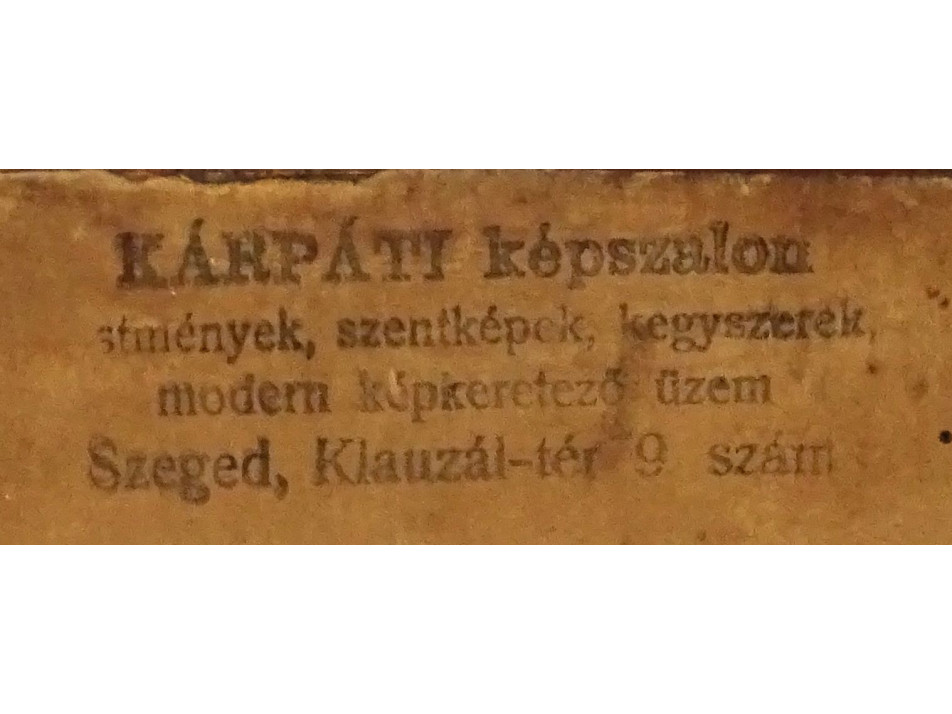 KÁRPÁTI képszalon
stmények, szentképek, kegyszerek,
modern képkeretező üzem
Szeged, Klauzál-tér 9 szám